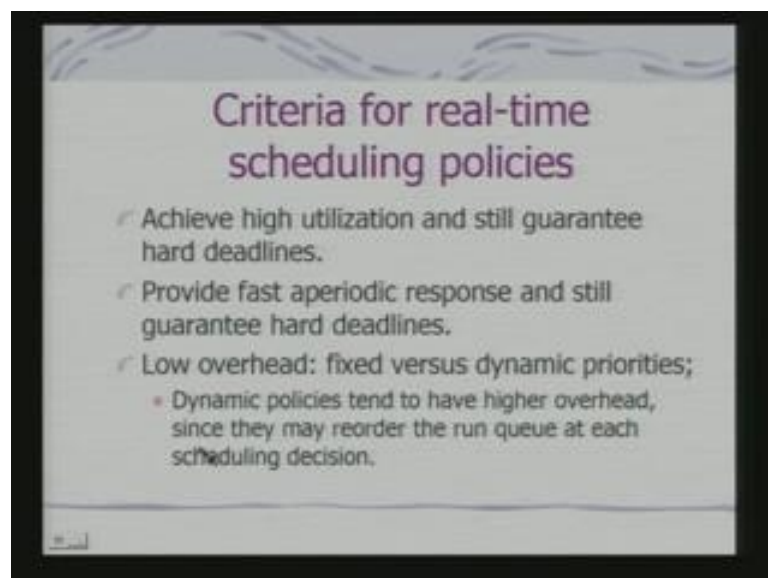 Criteria for real-time
scheduling policies
Achieve high utilization and still guarantee
hard deadlines.
Provide fast aperiodic response and still
guarantee hard deadlines.
Low overhead: fixed versus dynamic priorities;
Dynamic policies tend to have higher overhead,
since they may reorder the run queue at each
scheduling decision.